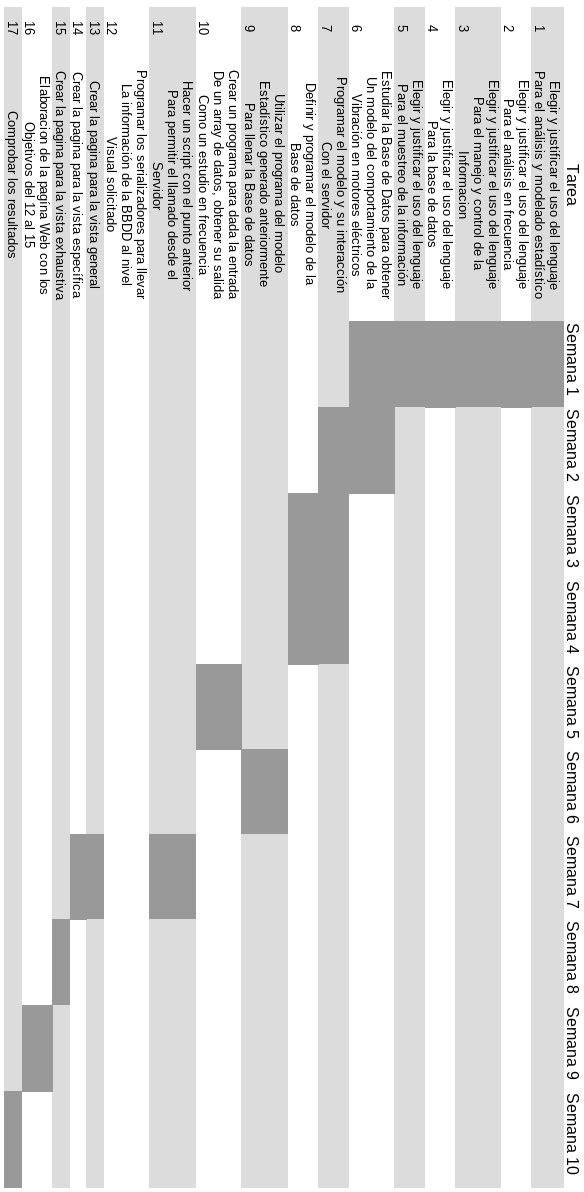 Tarea Semana 1 Semana 2 Semana 3 Semana 4 Semana 5 Semana 6 Semana 7 Semana 8 Semana 9 Semana 10
Elegir y justificar el uso del lenguaje
1 Para el análisis y modelado estadístico
Elegir y justificar el uso del lenguaje
2 Para el análisis en frecuencia
Elegir y justificar el uso del lenguaje
Para el manejo y control de la
3 Informacion
Elegir y justificar el uso del lenguaje
4 Para la base de datos
Elegir y justificar el uso del lenguaje
5 Para el muestreo de la información
Estudiar la Base de Datos para obtener
Un modelo del comportamiento de la
6 Vibración en motores eléctricos
Programar el modelo y su interacción
7 Con el servidor
Definir y programar el modelo de la
8 Base de datos
Utilizar el programa del modelo
Estadístico generado anteriormente
9 Para llenar la Base de datos
Crear un programa para dada la entrada
De un array de datos, obtener su salida
10 Como un estudio en frecuencia
Hacer un script con el punto anterior
Para permitir el llamado desde el
11 Servidor
Programar los serializadores para llevar
La información de la BBDD al nivel
12 Visual solicitado
13 Crear la pagina para la vista general
14 Crear la pagina para la vista específica
15 Crear la pagina para la vista exhaustiva
Elaboracion de la pagina Web con los
16 Objetivos del 12 al 15
17 Comprobar los resultados